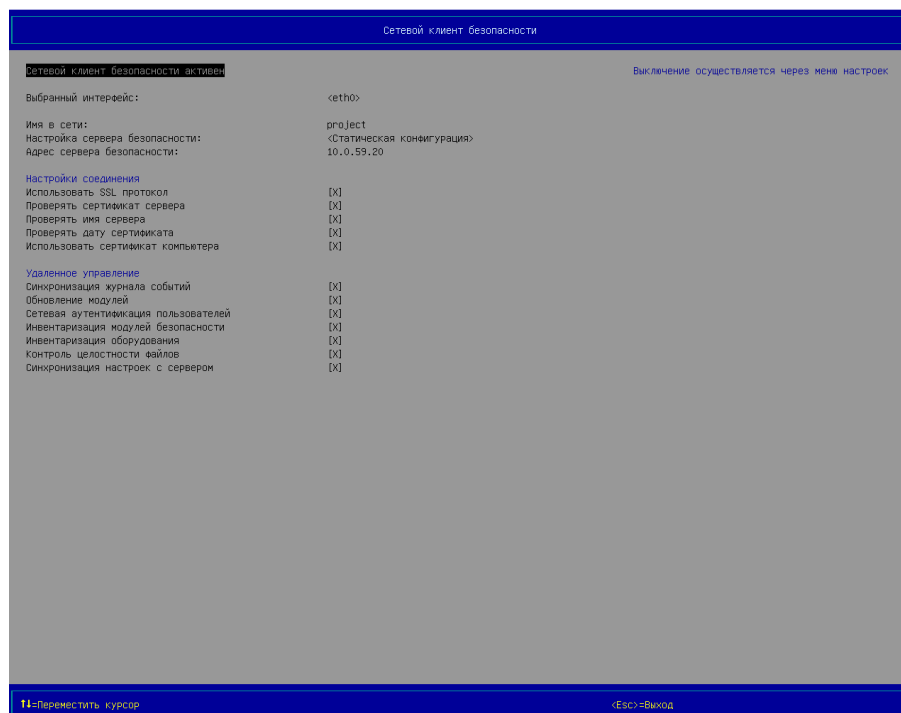 Сетевой клиент безопасности
Сетевой клиент безопасности активен
Выключение осуществляется через меню настроек
Выбранный интерфейс: <eth0>
Имя в сети: project
Настройка сервера безопасности: <Статическая конфигурация>
Адрес сервера безопасности: 10.0.59.20
Настройки соединения
Использовать SSL протокол [X]
Проверять сертификат сервера [X]
Проверять имя сервера [X]
Проверять дату сертификата [X]
Использовать сертификат компьютера [X]
Удаленное управление
Синхронизация журнала событий [X]
Обновление модулей [X]
Сетевая аутентификация пользователей [X]
Инвентаризация модулей безопасности [X]
Инвентаризация оборудования [X]
Контроль целостности файлов [X]
Синхронизация настроек с сервером [X]
↑↓=Переместить курсор <Esc>=Выход